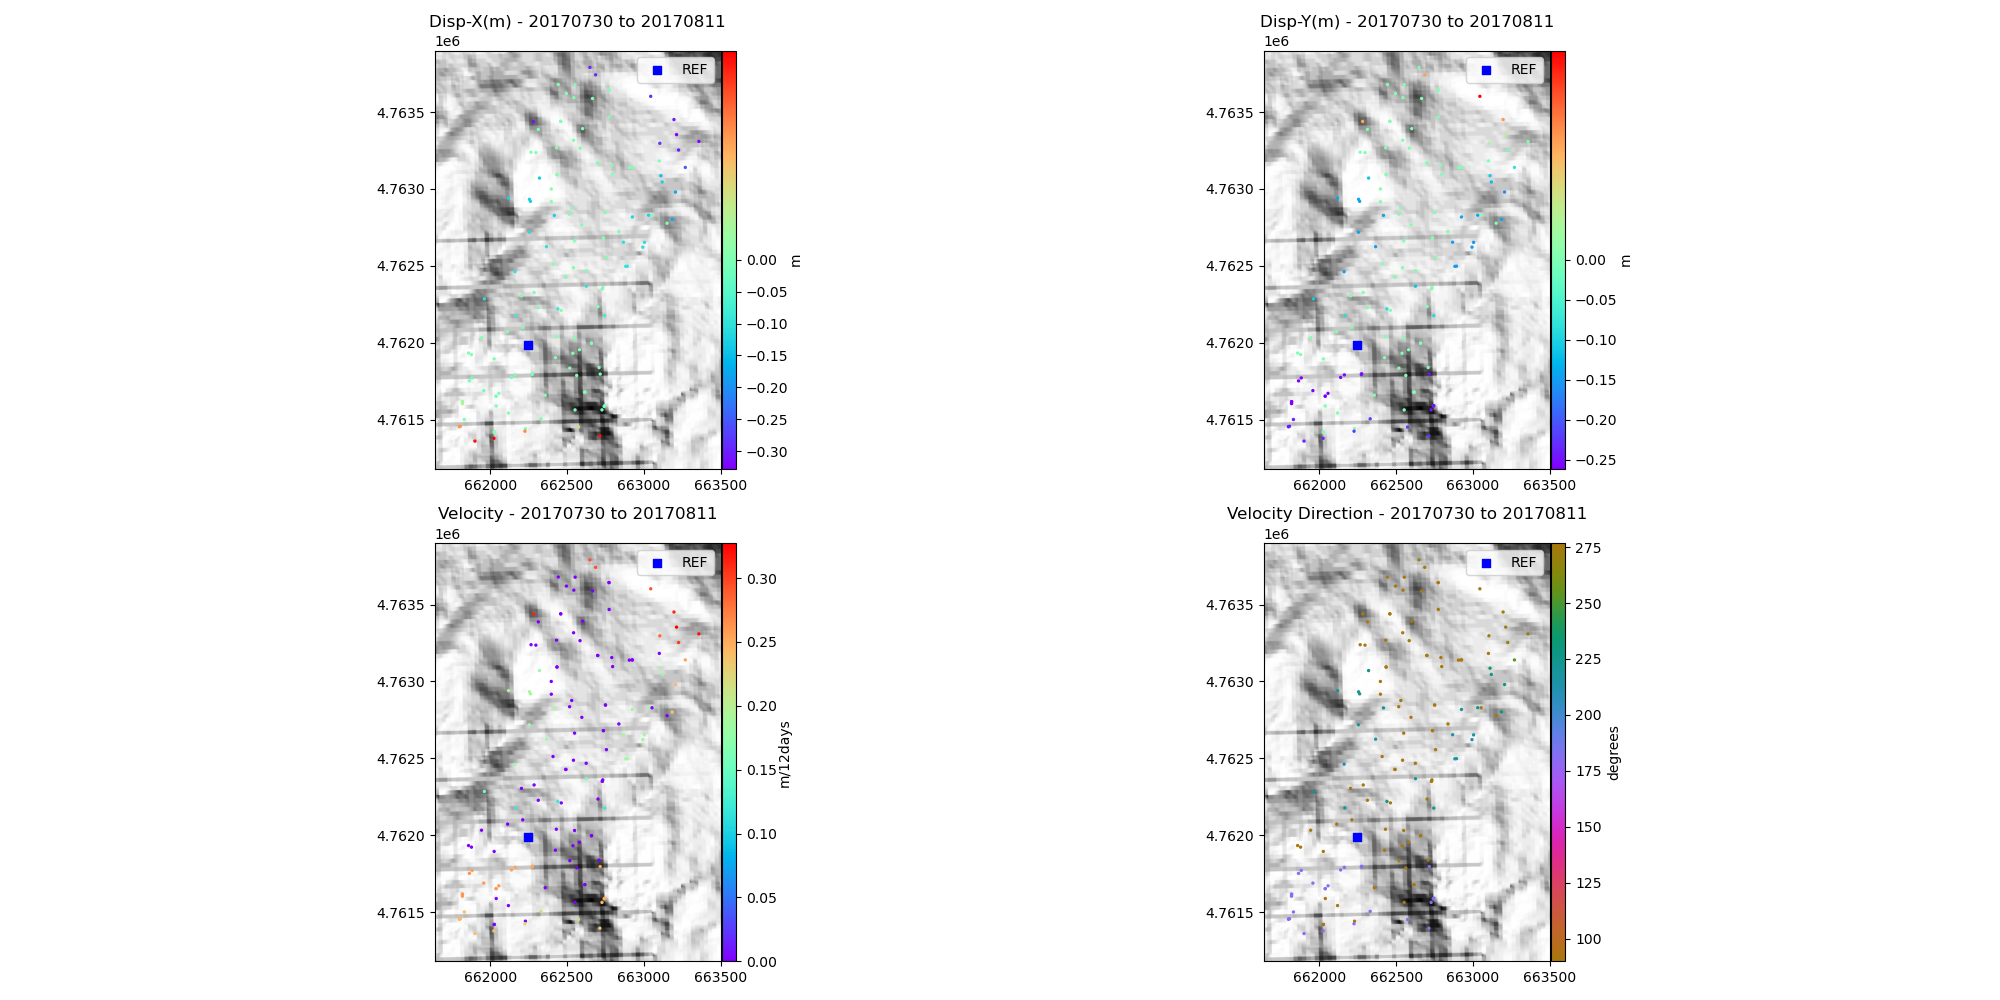 Disp-X(m) - 20170730 to 20170811
1e6
REF
4.7635
4.7630
4.7625
4.7620
4.7615
662000 662500 663000 663500
0.00
−0.05
−0.10
−0.15
−0.20
−0.25
−0.30
m
Disp-Y(m) - 20170730 to 20170811
1e6
REF
4.7635
4.7630
4.7625
4.7620
4.7615
662000 662500 663000 663500
0.00
−0.05
−0.10
−0.15
−0.20
−0.25
m
Velocity - 20170730 to 20170811
1e6
REF
4.7635
4.7630
4.7625
4.7620
4.7615
662000 662500 663000 663500
0.30
0.25
0.20
0.15
0.10
0.05
0.00
m/12days
Velocity Direction - 20170730 to 20170811
1e6
REF
4.7635
4.7630
4.7625
4.7620
4.7615
662000 662500 663000 663500
275
250
225
200
175
150
125
100
degrees